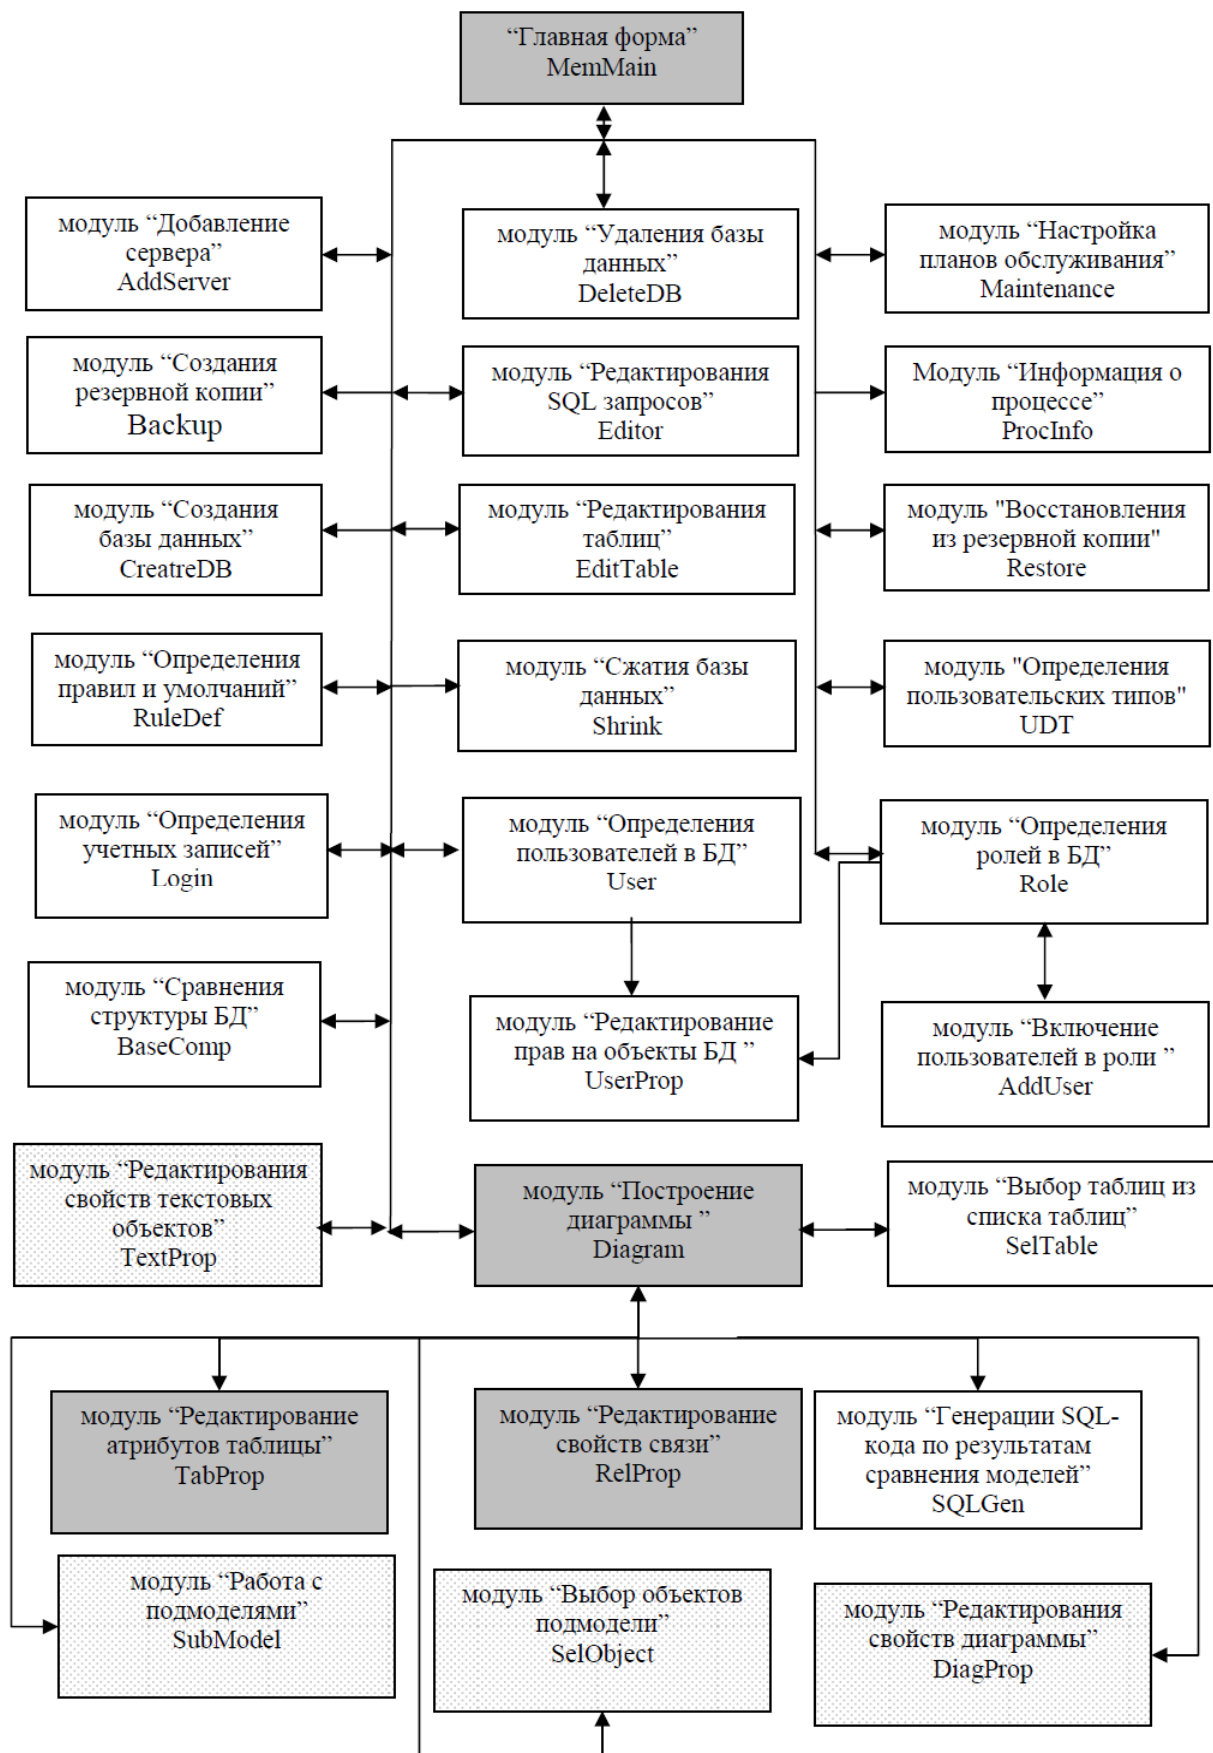 “Главная форма”
MemMain
модуль “Добавление
сервера”
AddServer
модуль “Удаления базы
данных”
DeleteDB
модуль “Настройка
планов обслуживания”
Maintenance
модуль “Создания
резервной копии”
Backup
модуль “Редактирования
SQL запросов”
Editor
Модуль “Информация о
процессе”
ProcInfo
модуль “Создания
базы данных”
CreatreDB
модуль “Редактирования
таблиц”
EditTable
модуль "Восстановления
из резервной копии"
Restore
модуль “Определения
правил и умолчаний”
RuleDef
модуль “Сжатия базы
данных”
Shrink
модуль "Определения
пользовательских типов"
UDT
модуль “Определения
учетных записей”
Login
модуль “Определения
пользователей в БД”
User
модуль “Определения
ролей в БД”
Role
модуль “Сравнения
структуры БД”
BaseComp
модуль “Редактирование
прав на объекты БД ”
UserProp
модуль “Включение
пользователей в роли ”
AddUser
модуль “Редактирования
свойств текстовых
объектов”
TextProp
модуль “Построение
диаграммы ”
Diagram
модуль “Выбор таблиц из
списка таблиц”
SelTable
модуль “Редактирование
атрибутов таблицы”
TabProp
модуль “Редактирование
свойств связи”
RelProp
модуль “Генерации SQL-
кода по результатам
сравнения моделей”
SQLGen
модуль “Работа с
подмоделями”
SubModel
модуль “Выбор объектов
подмодели”
SelObject
модуль “Редактирования
свойств диаграммы”
DiagProp